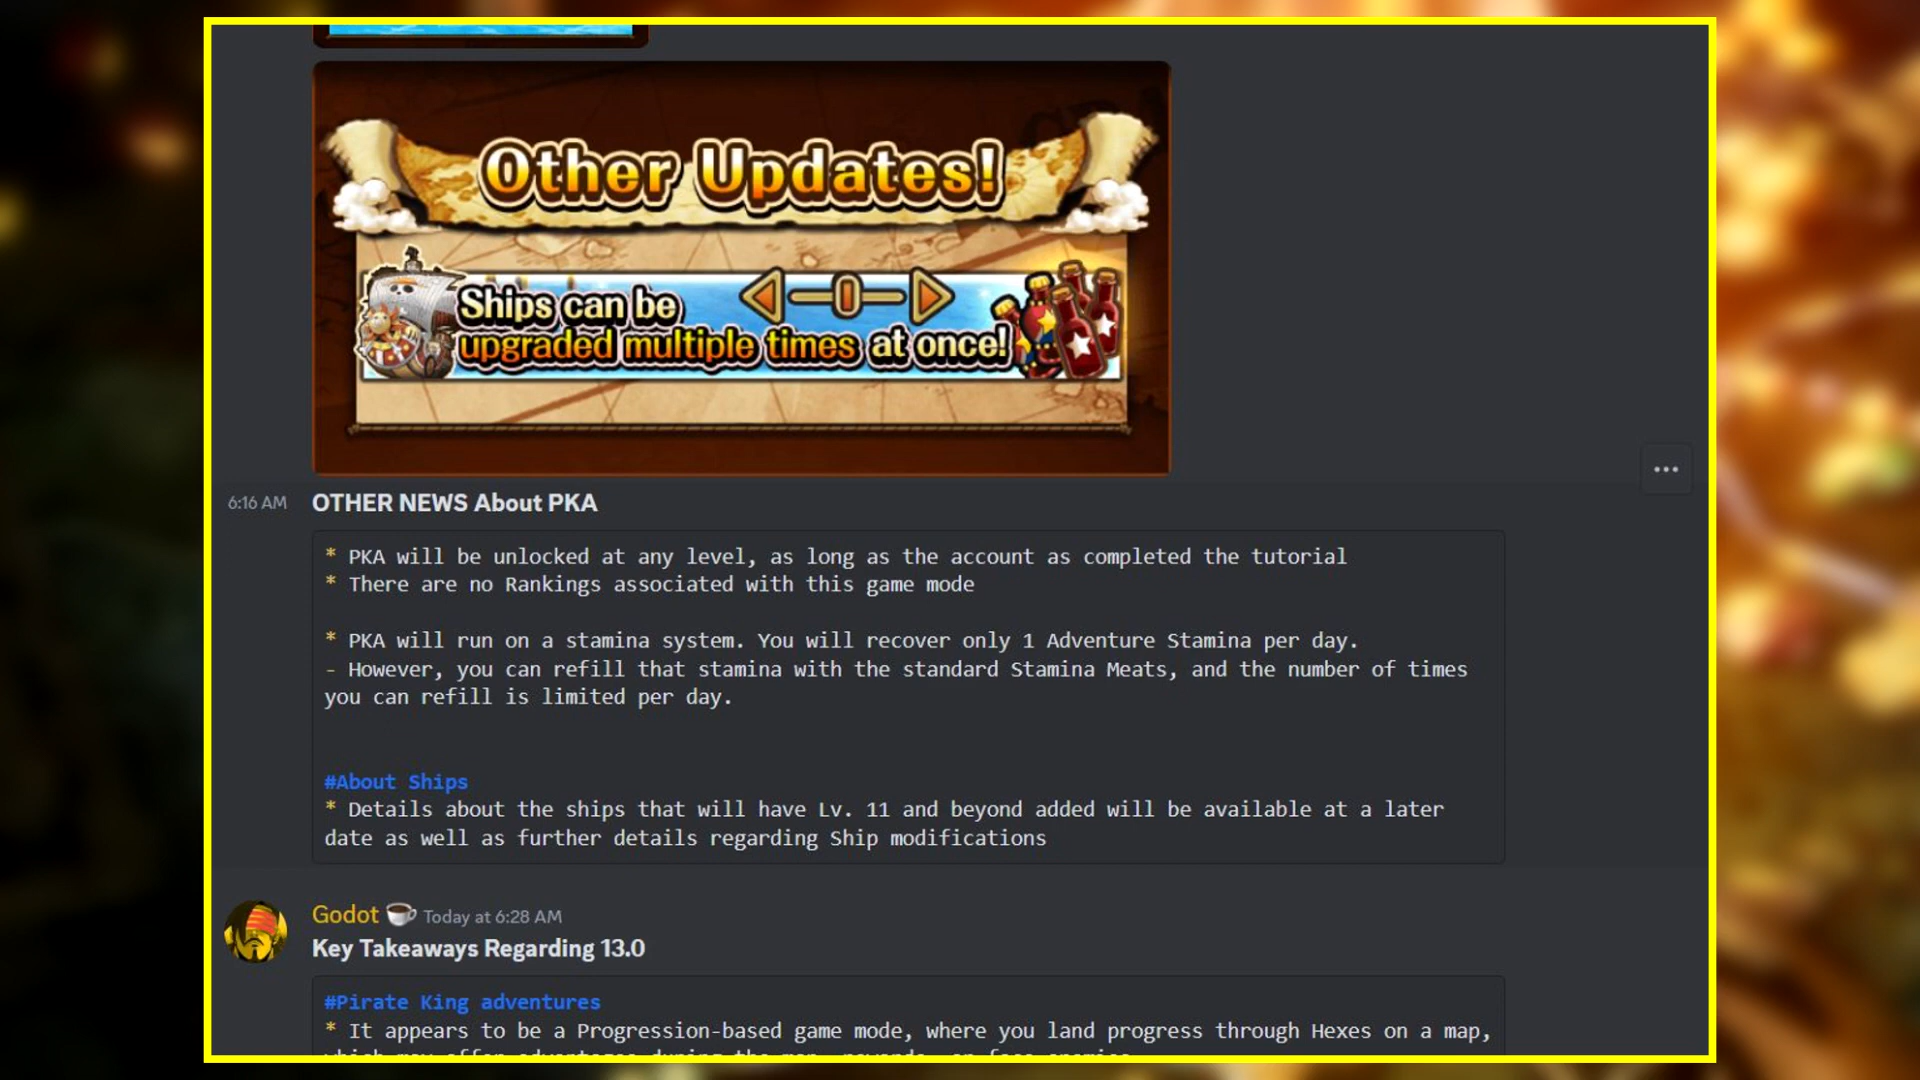 Other Updates!
Ships can be
upgraded multiple times at once!
6:16 AM OTHER NEWS About PKA
* PKA will be unlocked at any level, as long as the account as completed the tutorial
* There are no Rankings associated with this game mode
* PKA will run on a stamina system. You will recover only 1 Adventure Stamina per day.
- However, you can refill that stamina with the standard Stamina Meats, and the number of times
you can refill is limited per day.
#About Ships
* Details about the ships that will have Lv. 11 and beyond added will be available at a later
date as well as further details regarding Ship modifications
Godot Today at 6:28 AM
Key Takeaways Regarding 13.0
#Pirate King adventures
* It appears to be a Progression-based game mode, where you land progress through Hexes on a map,